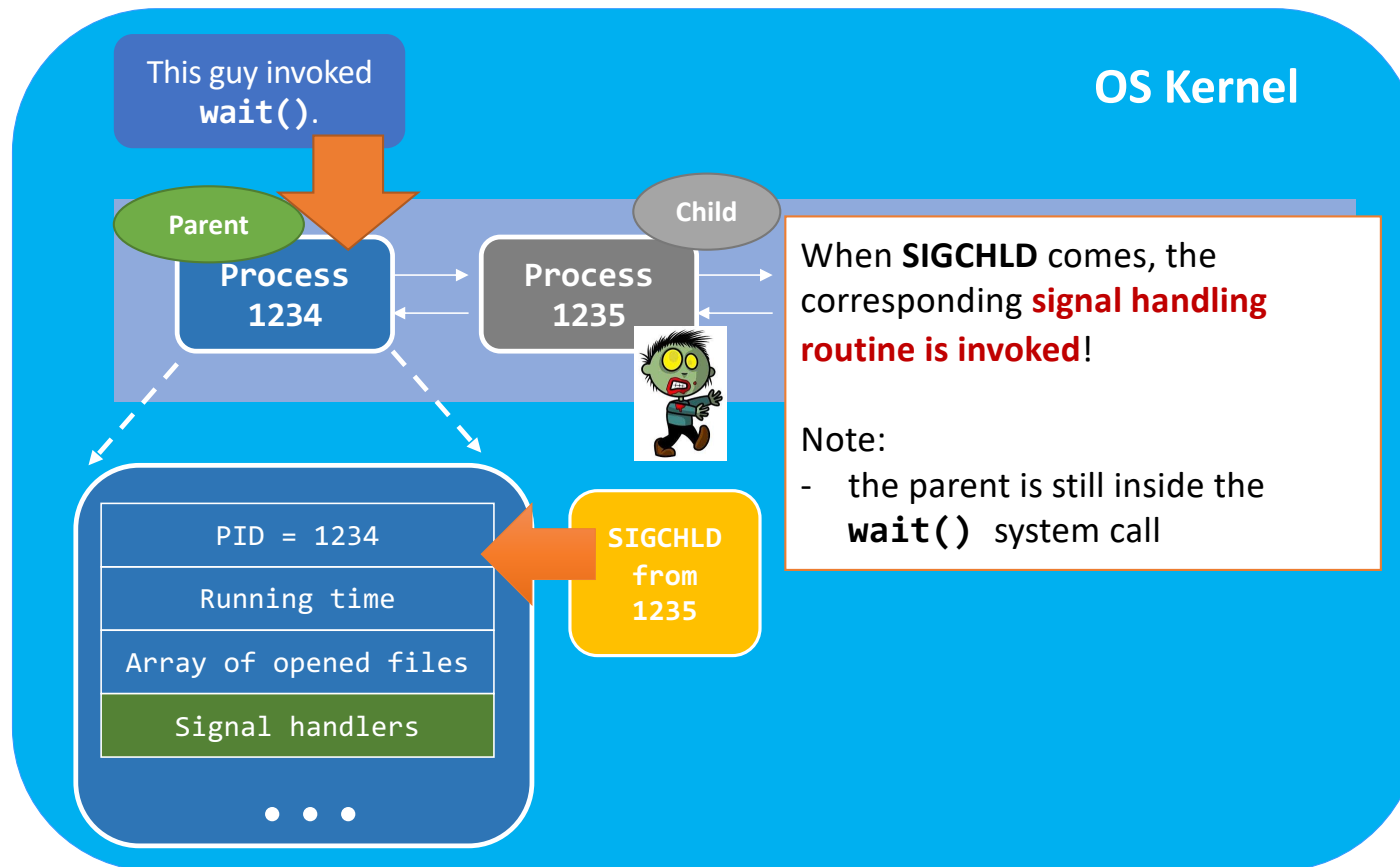 This guy invoked
wait().
OS Kernel
Parent
Child
Process
1234
Process
1235
When SIGCHLD comes, the
corresponding signal handling
routine is invoked!
Note:
- the parent is still inside the
wait() system call
PID = 1234
Running time
Array of opened files
Signal handlers
• • •
SIGCHLD
from
1235